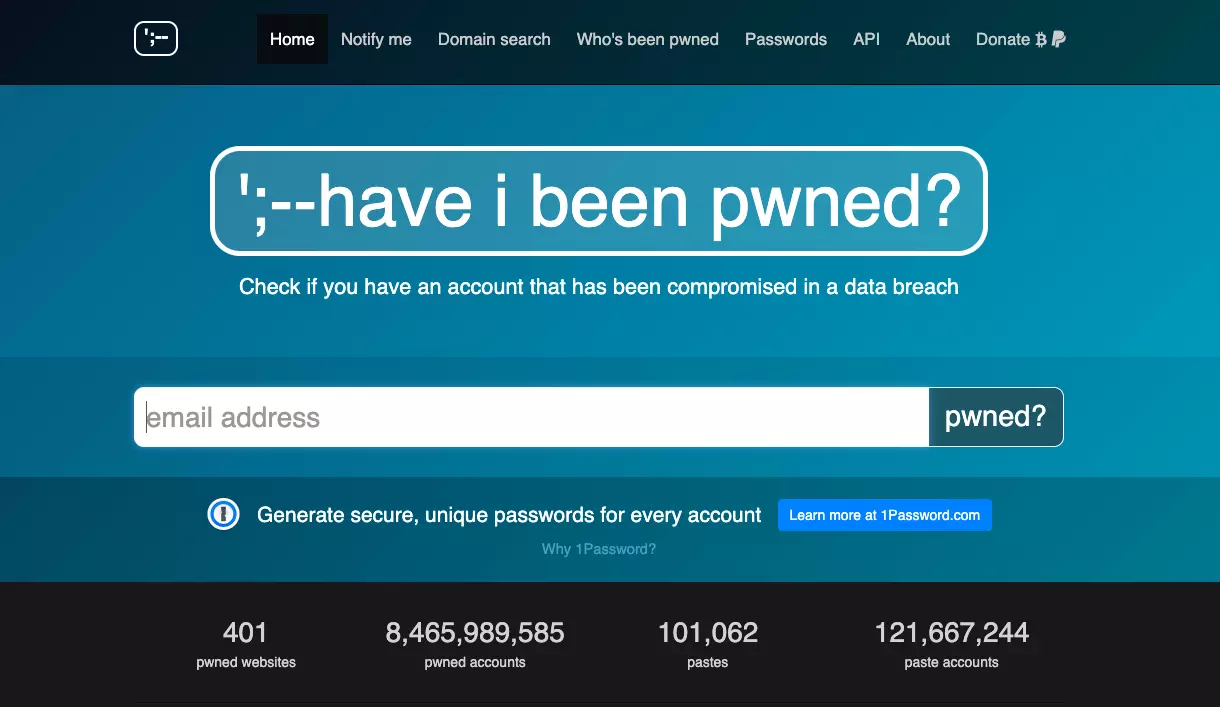 ';--
Home Notify me Domain search Who's been pwned Passwords API About Donate
';--have i been pwned?
Check if you have an account that has been compromised in a data breach
email address pwned?
Generate secure, unique passwords for every account Learn more at 1Password.com
Why 1Password?
401 8,465,989,585 101,062 121,667,244
pwned websites pwned accounts pastes paste accounts